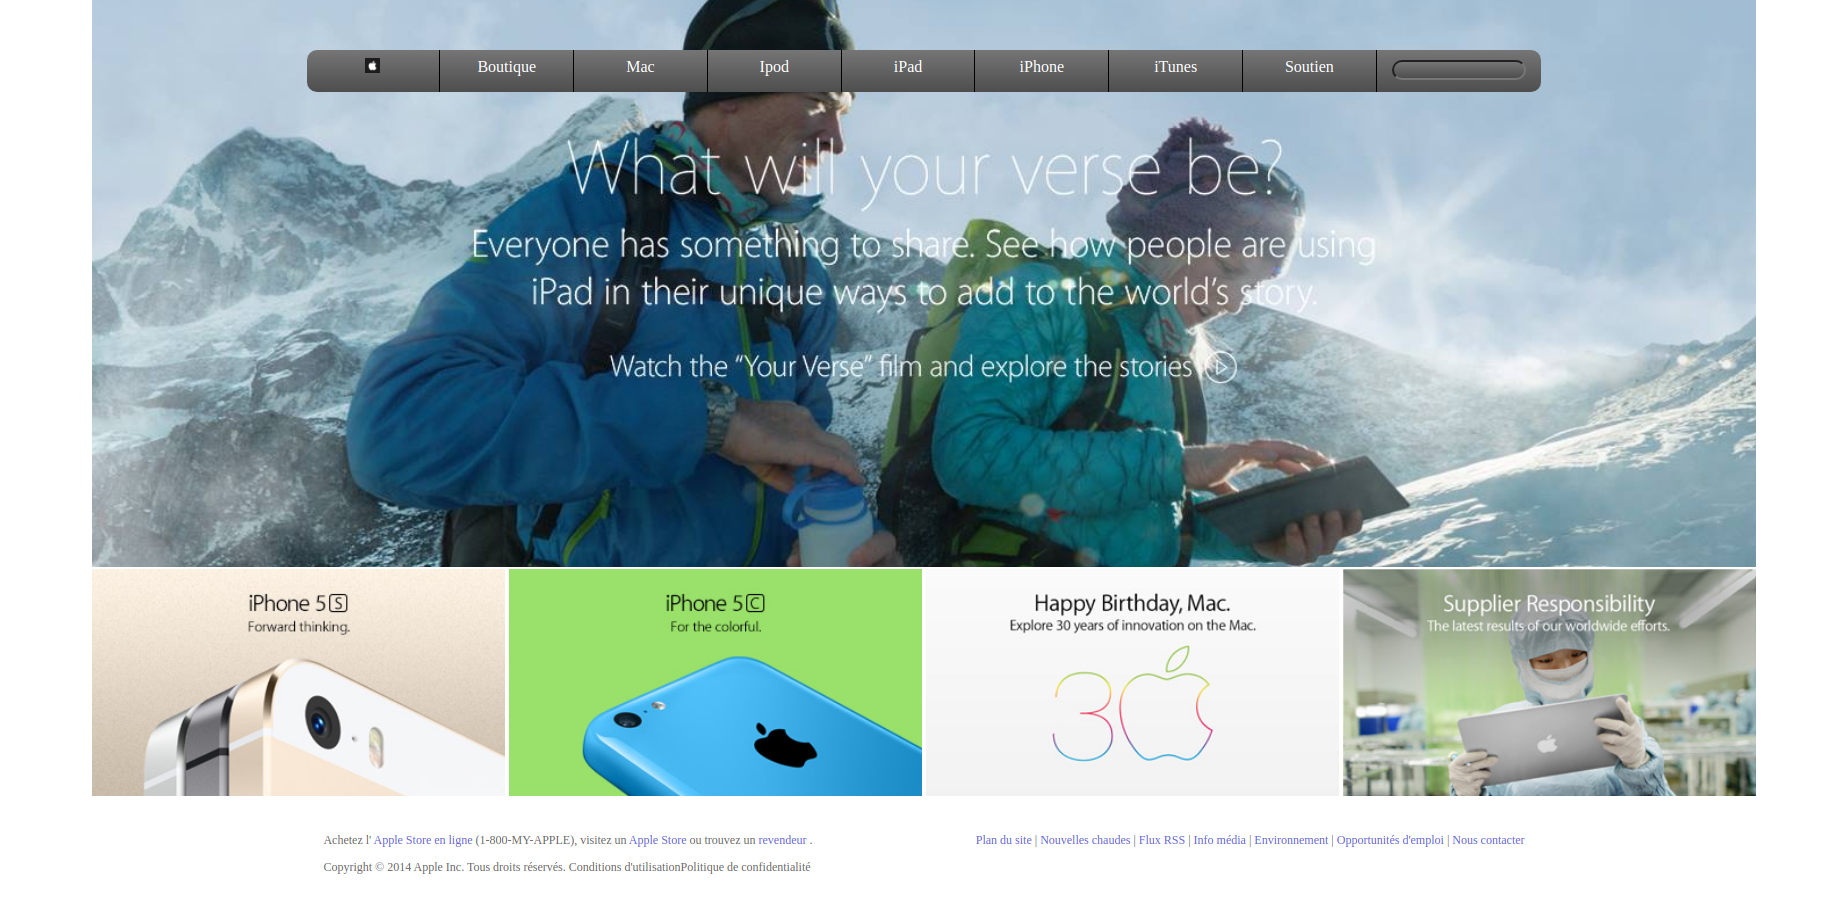 Boutique
Mac
Ipod
iPad
iPhone
iTunes
Soutien
What will your verse be?
Everyone has something to share. See how people are using
iPad in their unique ways to add to the world's story.
Watch the “Your Verse” film and explore the stories
iPhone 5S
Forward thinking.
iPhone 5C
For the colorful.
Happy Birthday, Mac.
Explore 30 years of innovation on the Mac.
30
Supplier Responsibility
The latest results of our worldwide efforts.
Achetez l' Apple Store en ligne (1-800-MY-APPLE), visitez un Apple Store ou trouvez un revendeur .
Plan du site | Nouvelles chaudes | Flux RSS | Info média | Environnement | Opportunités d'emploi | Nous contacter
Copyright © 2014 Apple Inc. Tous droits réservés. Conditions d'utilisationPolitique de confidentialité